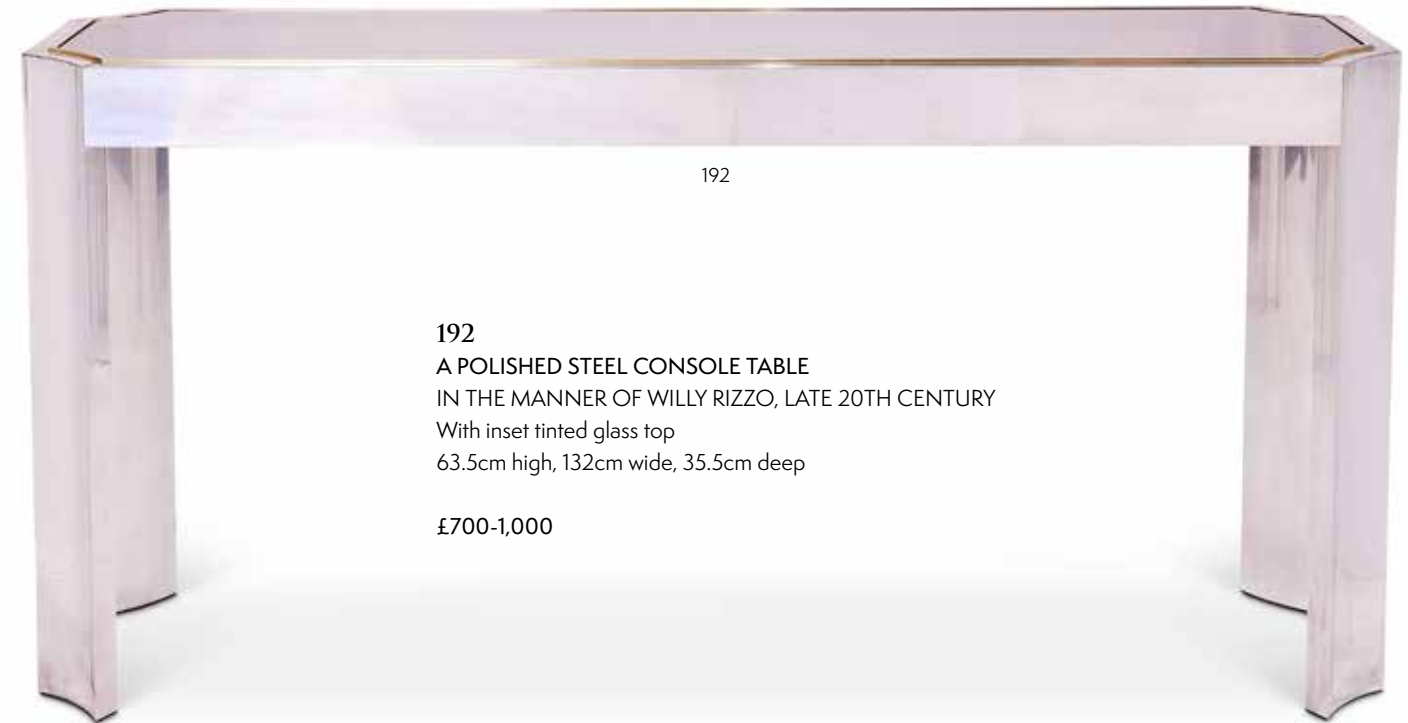 192
192
A POLISHED STEEL CONSOLE TABLE
IN THE MANNER OF WILLY RIZZO, LATE 20TH CENTURY
With inset tinted glass top
63.5cm high, 132cm wide, 35.5cm deep
£700-1,000